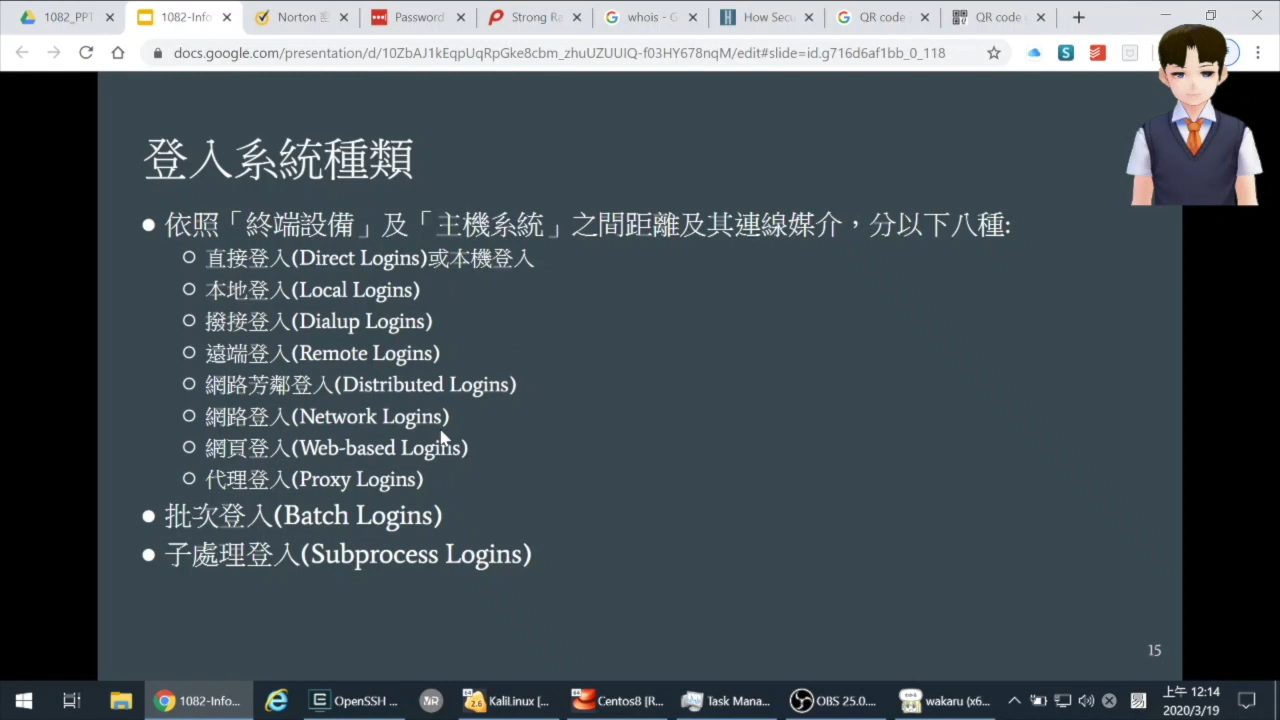 1082_PPT
1082-Info
Norton
Password
Strong Ra
whois - G
How Secu
QR code
QR code
docs.google.com/presentation/d/10ZbAJ1kEqpUqRpGke8cbm_zhuUZUUIQ-f03HY678nqM/edit#slide=id.g716d6af1bb_0_118
登入系統種類
● 依照「終端設備」及「主機系統」之間距離及其連線媒介，分以下八種:
○ 直接登入(Direct Logins)或本機登入
○ 本地登入(Local Logins)
○ 撥接登入(Dialup Logins)
○ 遠端登入(Remote Logins)
○ 網路芳鄰登入(Distributed Logins)
○ 網路登入(Network Logins)
○ 網頁登入(Web-based Logins)
○ 代理登入(Proxy Logins)
● 批次登入(Batch Logins)
● 子處理登入(Subprocess Logins)
15
1082-Info...
OpenSSH ...
KaliLinux [...
Centos8 [R...
Task Mana...
OBS 25.0....
wakaru (x6...
上午 12:14
2020/3/19